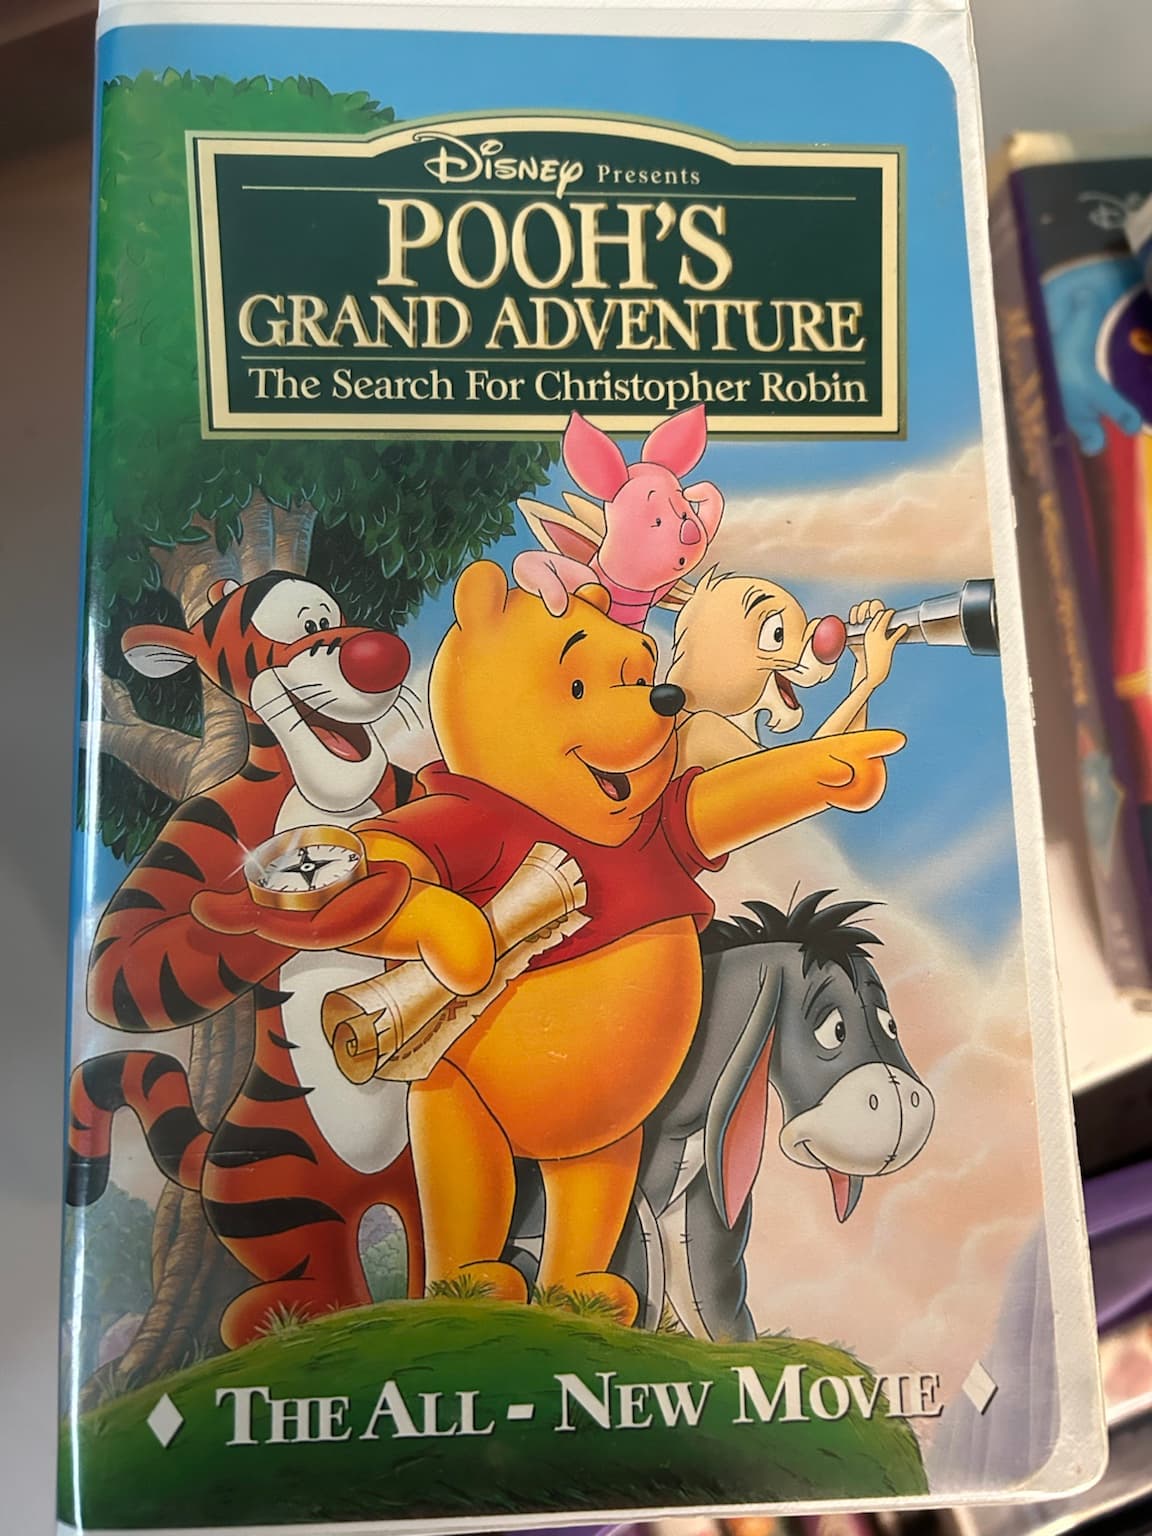 Disney Presents
POOH'S
GRAND ADVENTURE
The Search For Christopher Robin
THE ALL-NEW MOVIE